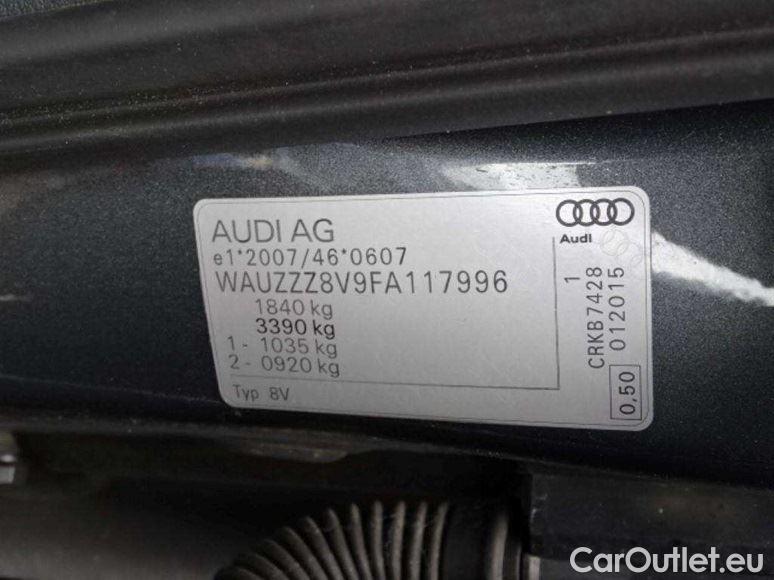 AUDI AG
e1*2007/46*0607
WAUZZZ8V9FA117996
1840 kg
3390 kg
1 - 1035 kg
2 - 0920 kg
Typ 8V
Audi
1
CRKB7428
012015
0,50
CarOutlet.eu